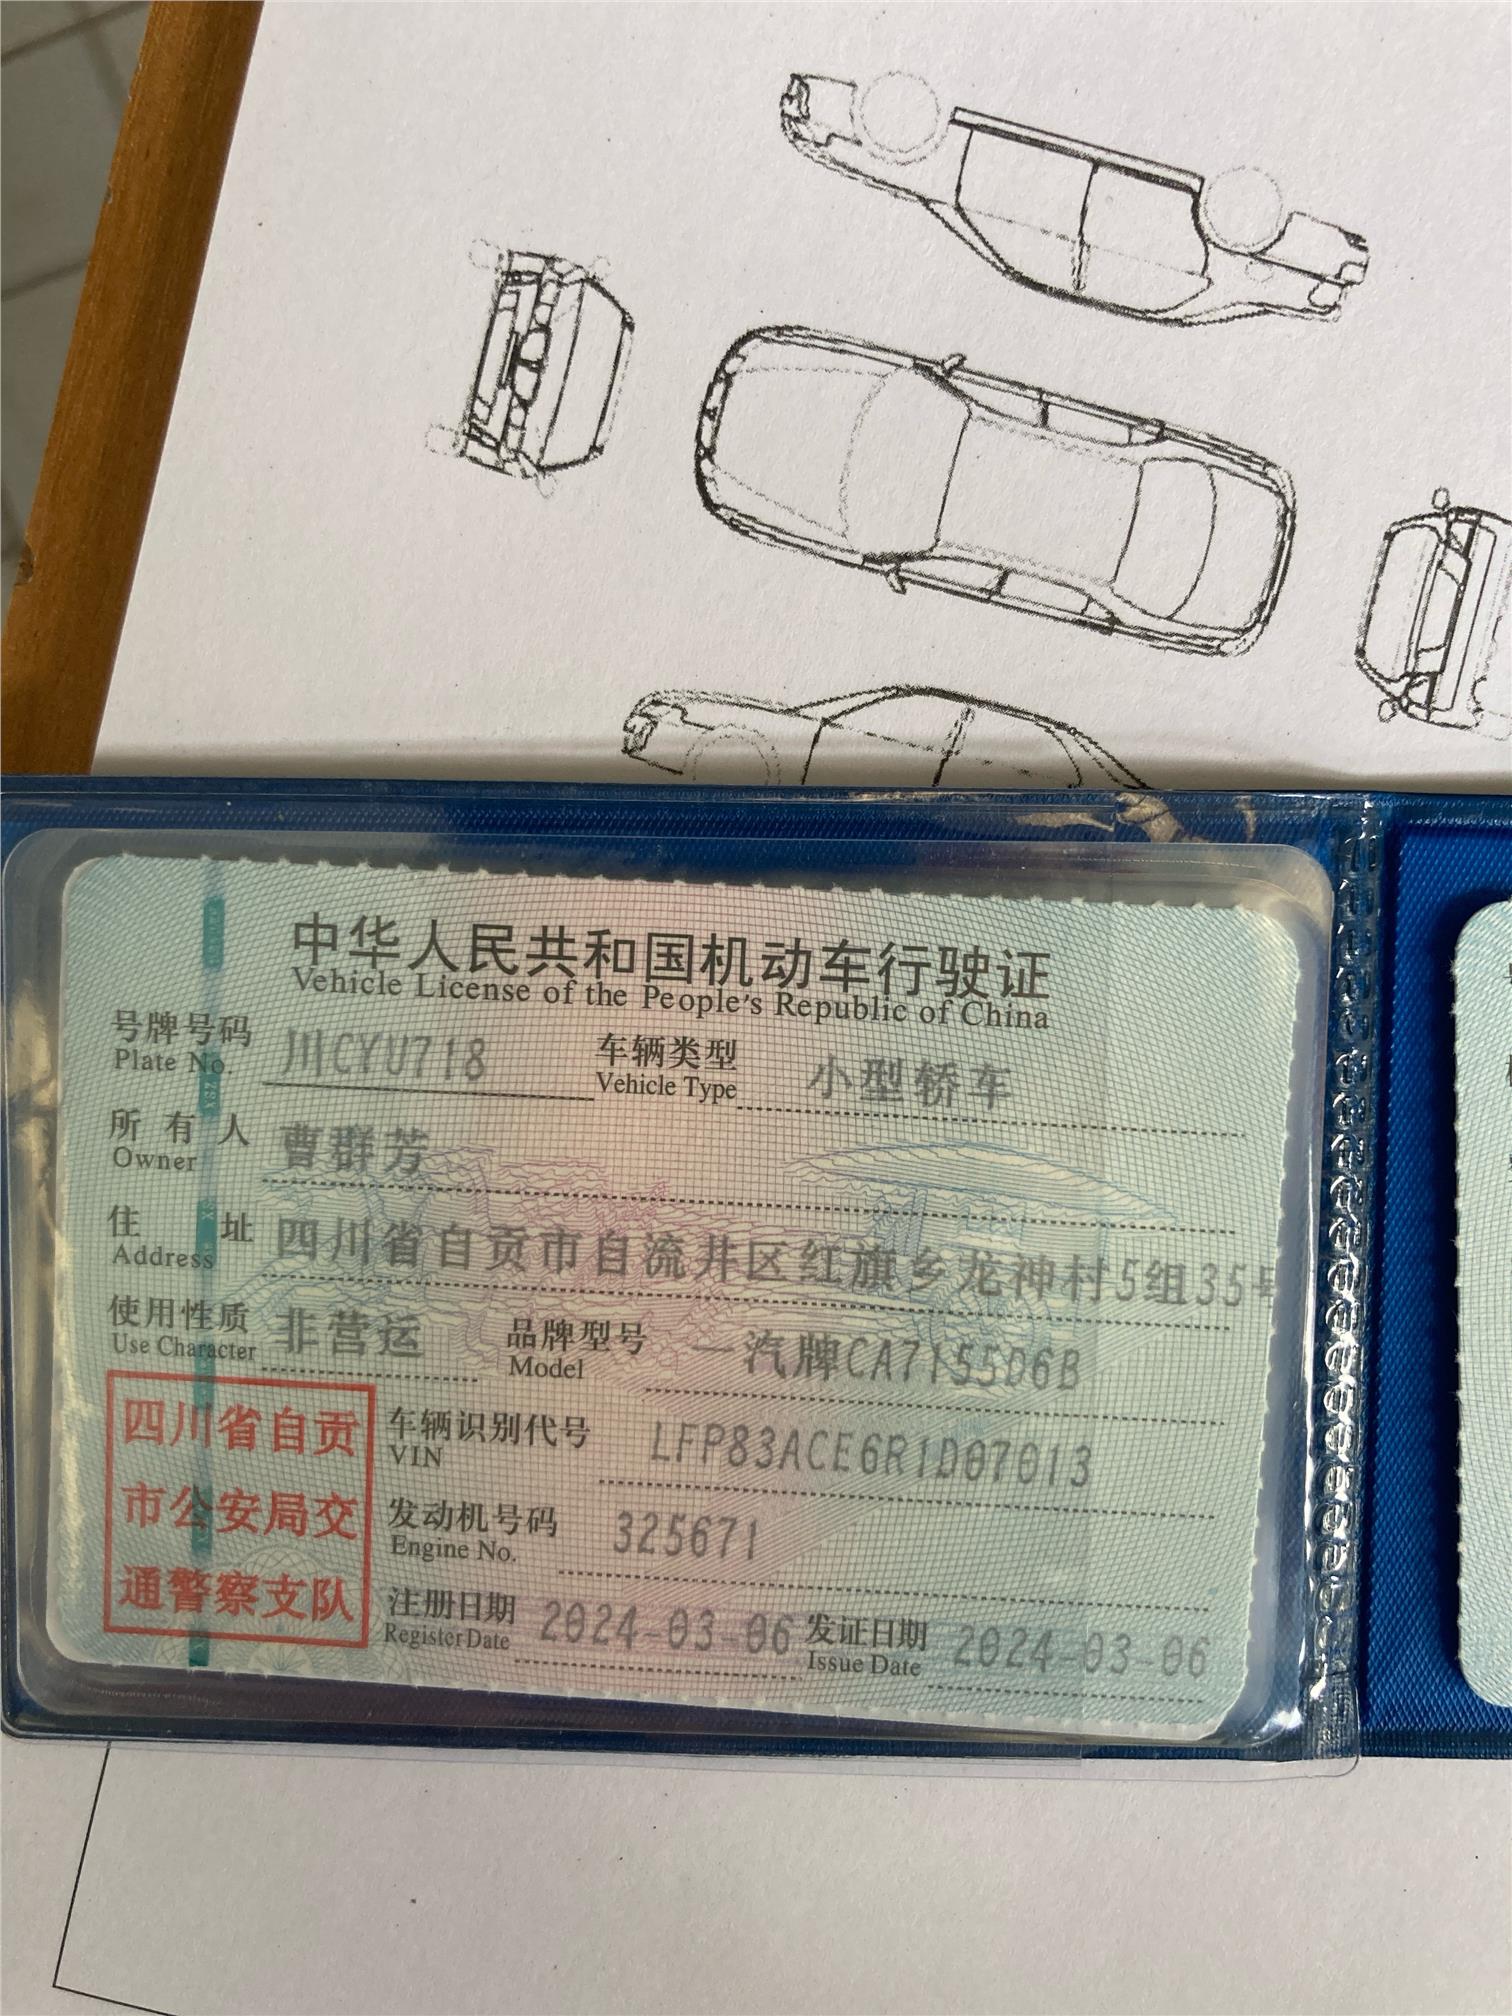 中华人民共和国机动车行驶证
Vehicle License of the People's Republic of China
号牌号码 川CYU718 车辆类型 小型轿车
Plate No. Vehicle Type
所有人 曹群芳
Owner
住址 四川省自贡市自流井区红旗乡龙神村5组35号
Address
使用性质 非营运 品牌型号 一汽牌CA7155D6B
Use Character Model
四川省自贡
市公安局交
通警察支队
车辆识别代号 LFP83ACE6R1D07013
VIN
发动机号码 325671
Engine No.
注册日期 2024-03-06 发证日期 2024-03-06
Register Date Issue Date